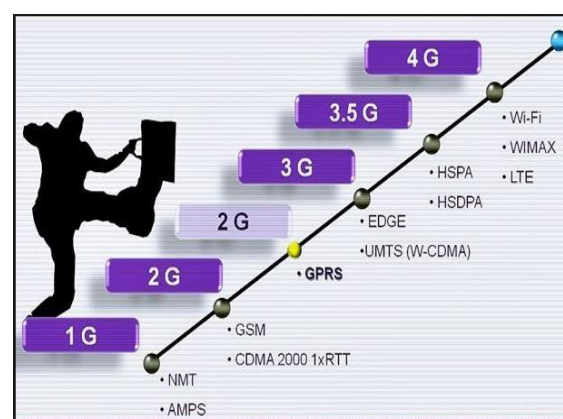 4 G
• Wi-Fi
• WIMAX
• LTE
3.5 G
• HSPA
• HSDPA
3 G
• EDGE
•UMTS (W-CDMA)
2 G
• GPRS
2 G
• GSM
• CDMA 2000 1xRTT
1 G
• NMT
• AMPS